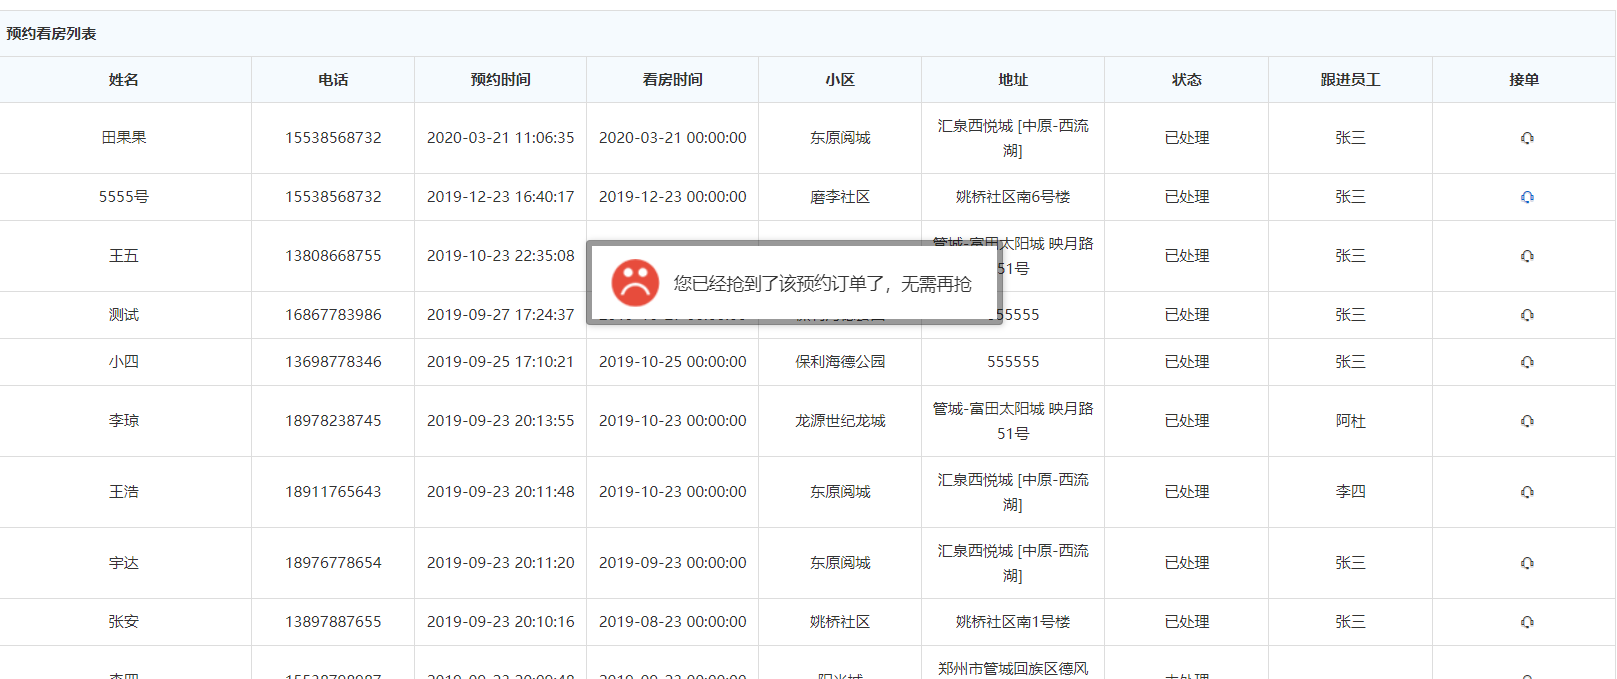 预约看房列表
姓名 电话 预约时间 看房时间 小区 地址 状态 跟进员工 接单
田果果 15538568732 2020-03-21 11:06:35 2020-03-21 00:00:00 东原阅城 汇泉西悦城 [中原-西流
湖] 已处理 张三
5555号 15538568732 2019-12-23 16:40:17 2019-12-23 00:00:00 磨李社区 姚桥社区南6号楼 已处理 张三
王五 13808668755 2019-10-23 22:35:08 管城-富田太阳城 映月路
51号 已处理 张三
您已经抢到了该预约订单了，无需再抢
测试 16867783986 2019-09-27 17:24:37 555555 已处理 张三
小四 13698778346 2019-09-25 17:10:21 2019-10-25 00:00:00 保利海德公园 555555 已处理 张三
李琼 18978238745 2019-09-23 20:13:55 2019-10-23 00:00:00 龙源世纪龙城 管城-富田太阳城 映月路
51号 已处理 阿杜
王浩 18911765643 2019-09-23 20:11:48 2019-10-23 00:00:00 东原阅城 汇泉西悦城 [中原-西流
湖] 已处理 李四
宇达 18976778654 2019-09-23 20:11:20 2019-09-23 00:00:00 东原阅城 汇泉西悦城 [中原-西流
湖] 已处理 张三
张安 13897887655 2019-09-23 20:10:16 2019-08-23 00:00:00 姚桥社区 姚桥社区南1号楼 已处理 张三
郑州市管城回族区德风